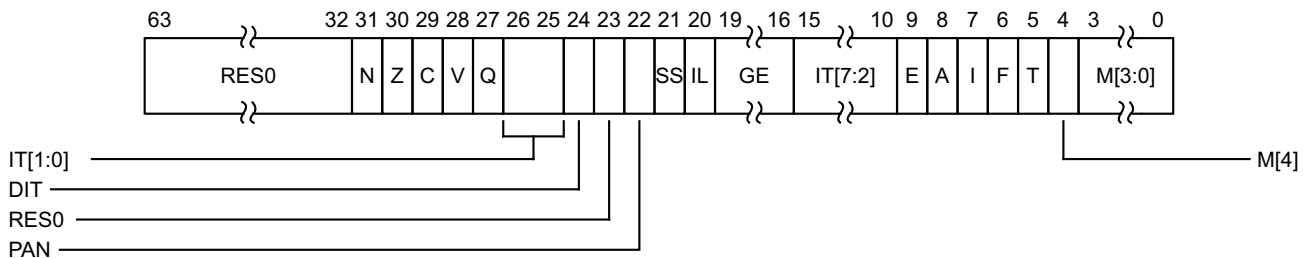 63 32 31 30 29 28 27 26 25 24 23 22 21 20 19 16 15 10 9 8 7 6 5 4 3 0
RES0 N Z C V Q SS IL GE IT[7:2] E A I F T M[3:0]
IT[1:0] M[4]
DIT
RES0
PAN